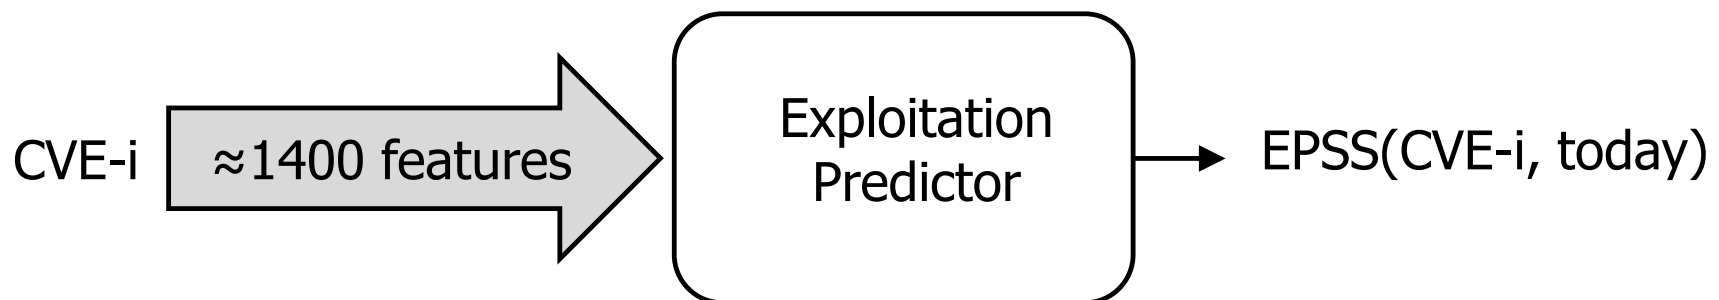 CVE-i
≈1400 features
Exploitation
Predictor
EPSS(CVE-i, today)